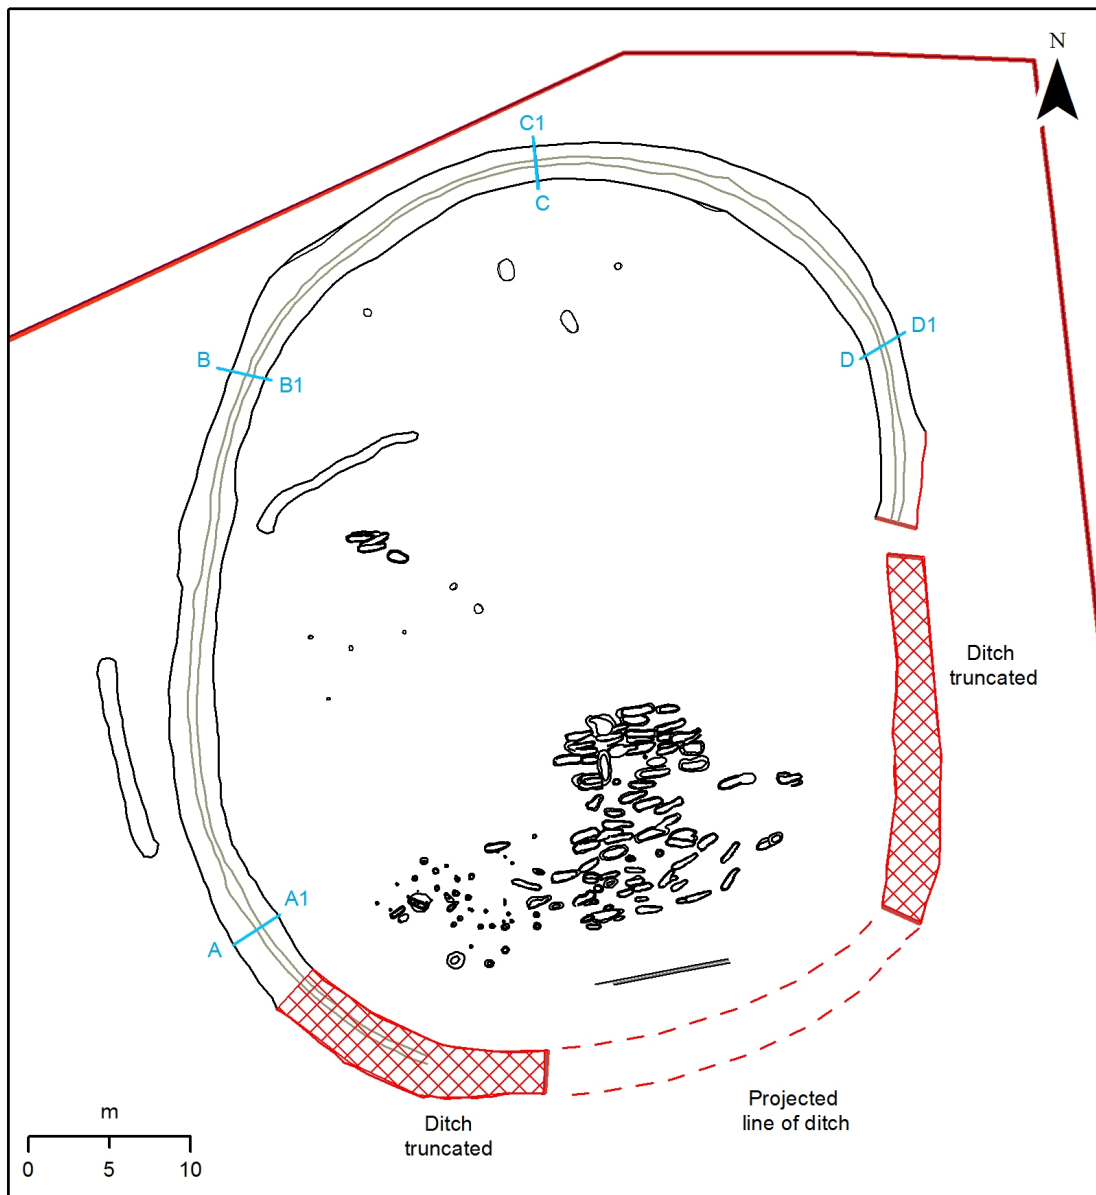 N
C1
C
D1
D
B
B1
Ditch
truncated
A1
A
Projected
line of ditch
Ditch
truncated
m
0 5 10